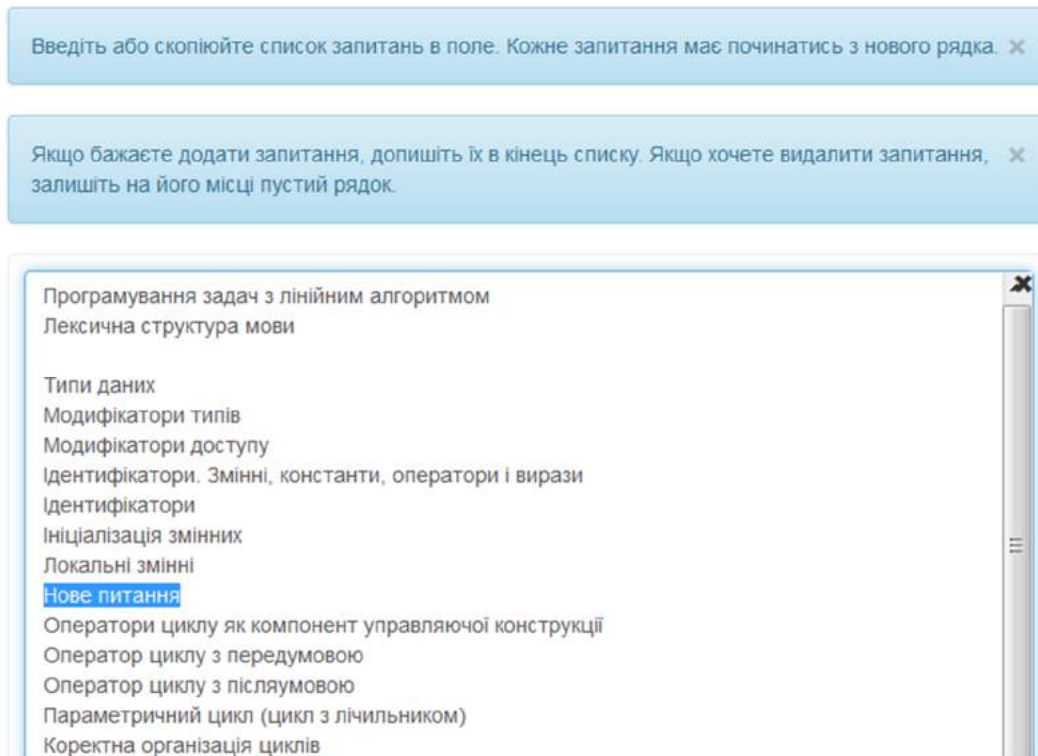 Введіть або скопіюйте список запитань в поле. Кожне запитання має починатись з нового рядка. ×
Якщо бажаєте додати запитання, допишіть їх в кінець списку. Якщо хочете видалити запитання, ×
залишіть на його місці пустий рядок.
Програмування задач з лінійним алгоритмом
Лексична структура мови
Типи даних
Модифікатори типів
Модифікатори доступу
Ідентифікатори. Змінні, константи, оператори і вирази
Ідентифікатори
Ініціалізація змінних
Локальні змінні
Нове питання
Оператори циклу як компонент управляючої конструкції
Оператор циклу з передумовою
Оператор циклу з післяумовою
Параметричний цикл (цикл з лічильником)
Коректна організація циклів